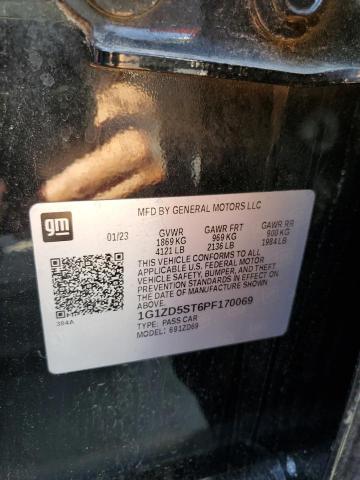 gm
MFD BY GENERAL MOTORS LLC
01/23 GVWR GAWR FRT GAWR RR
1869 KG 969 KG 900 KG
4121 LB 2136 LB 1984 LB
THIS VEHICLE CONFORMS TO ALL
APPLICABLE U.S. FEDERAL MOTOR
VEHICLE SAFETY, BUMPER, AND THEFT
PREVENTION STANDARDS IN EFFECT ON
THE DATE OF MANUFACTURE SHOWN ABOVE.
1G1ZD5ST6PF170069
TYPE: PASS CAR
MODEL: 691ZD69
384A